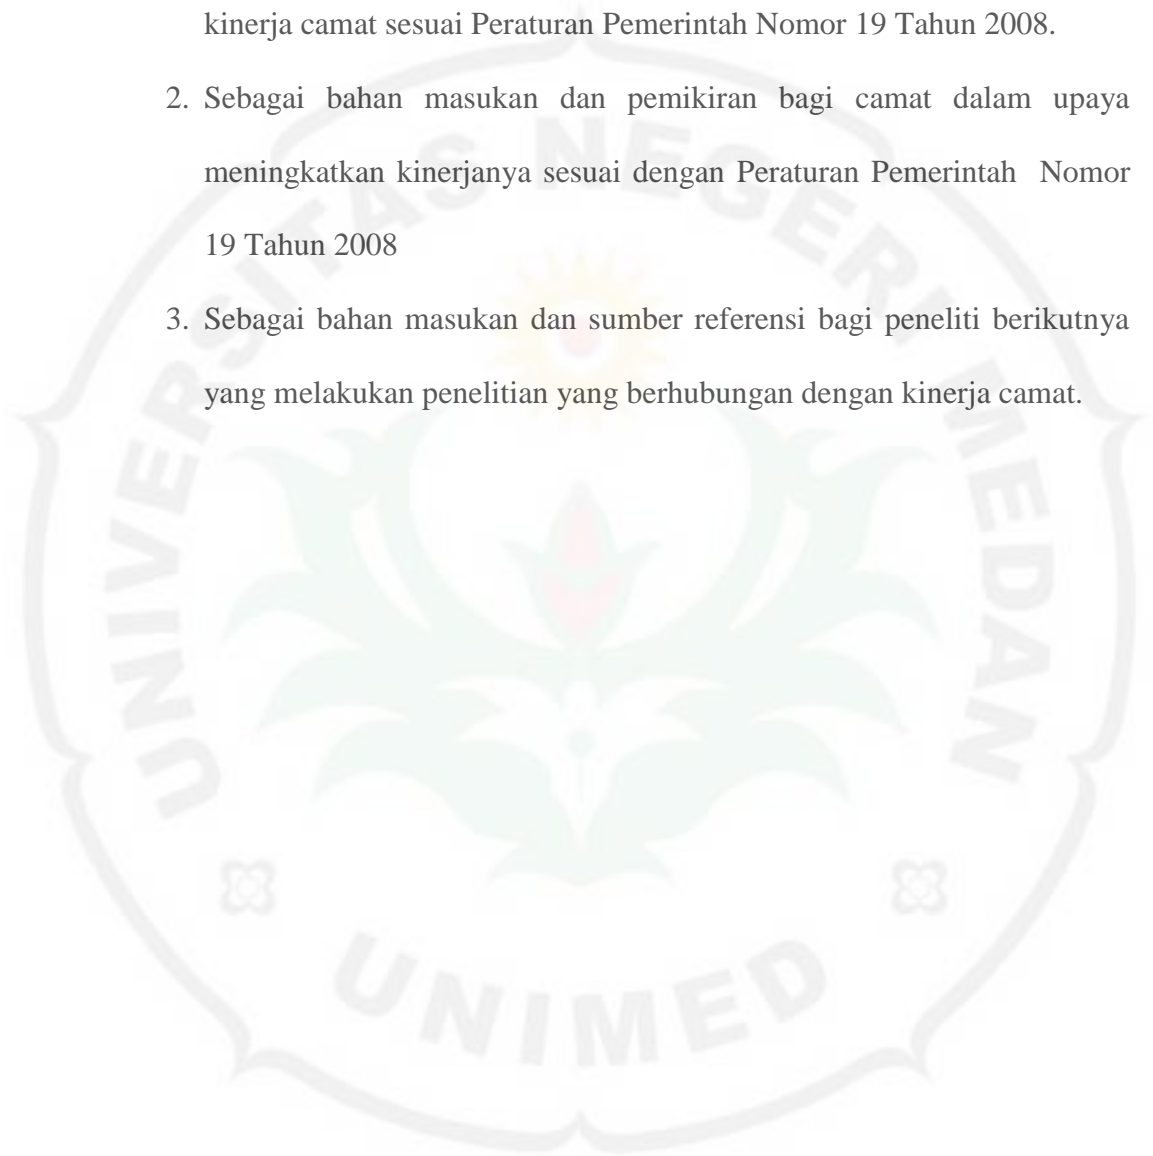 kinerja camat sesuai Peraturan Pemerintah Nomor 19 Tahun 2008.
2. Sebagai bahan masukan dan pemikiran bagi camat dalam upaya
meningkatkan kinerjanya sesuai dengan Peraturan Pemerintah Nomor
19 Tahun 2008
3. Sebagai bahan masukan dan sumber referensi bagi peneliti berikutnya
yang melakukan penelitian yang berhubungan dengan kinerja camat.
UNIVERSITAS NEGERI MEDAN
UNIMED